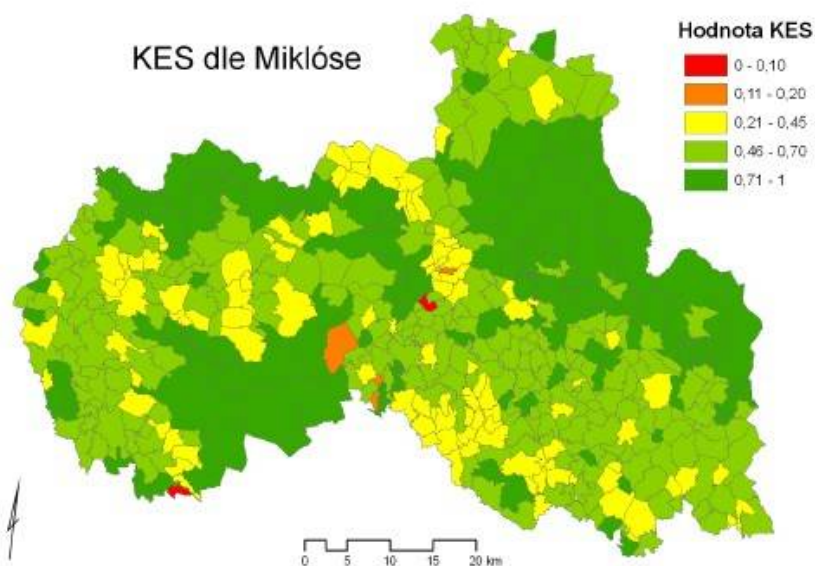 KES dle Miklóse
Hodnota KES
0 - 0,10
0,11 - 0,20
0,21 - 0,45
0,46 - 0,70
0,71 - 1
0 5 10 15 20 km